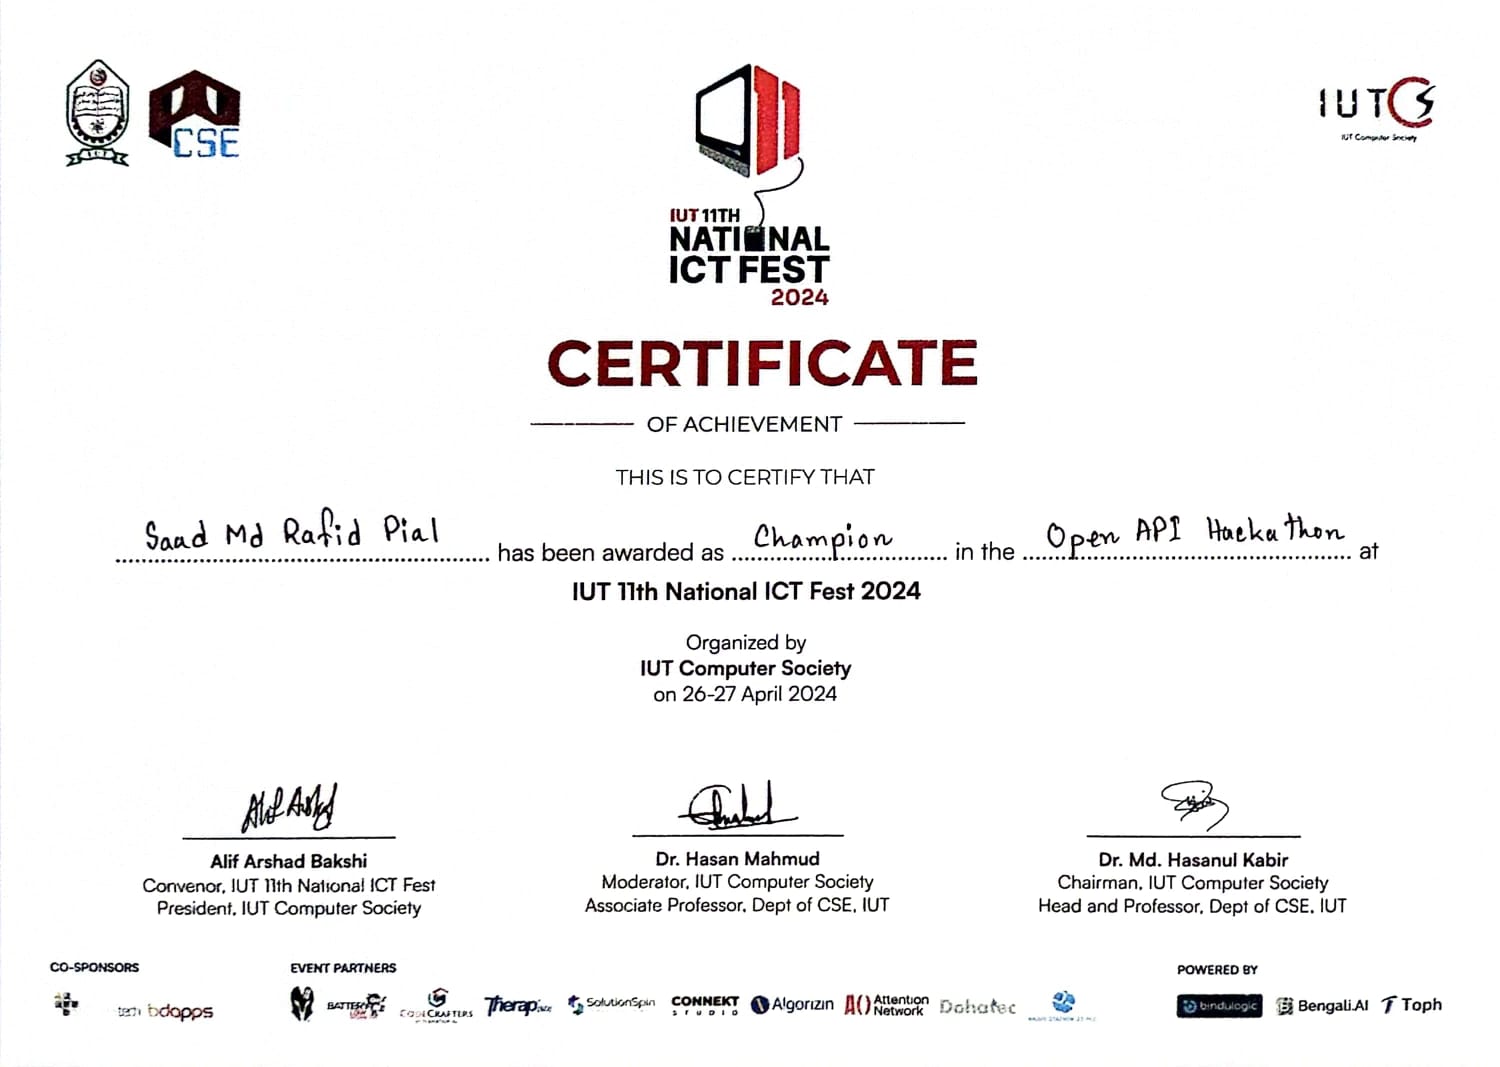 CSE
IUTCS
IUT Computer Society
11
IUT 11TH
NATIONAL
ICT FEST
2024
CERTIFICATE
OF ACHIEVEMENT
THIS IS TO CERTIFY THAT
Saad Md Rafid Pial has been awarded as Champion in the Open API Hackathon at
IUT 11th National ICT Fest 2024
Organized by
IUT Computer Society
on 26-27 April 2024
Alif Arshad Bakshi
Convenor, IUT 11th National ICT Fest
President, IUT Computer Society
Dr. Hasan Mahmud
Moderator, IUT Computer Society
Associate Professor, Dept of CSE, IUT
Dr. Md. Hasanul Kabir
Chairman, IUT Computer Society
Head and Professor, Dept of CSE, IUT
CO-SPONSORS
bdapps
EVENT PARTNERS
CODECRAFTERS
Therap
SolutionSpin
CONNEKT
STUDIO
Algorizin
Attention
Network
Dohatec
POWERED BY
bindulogic
Bengali.AI
Toph